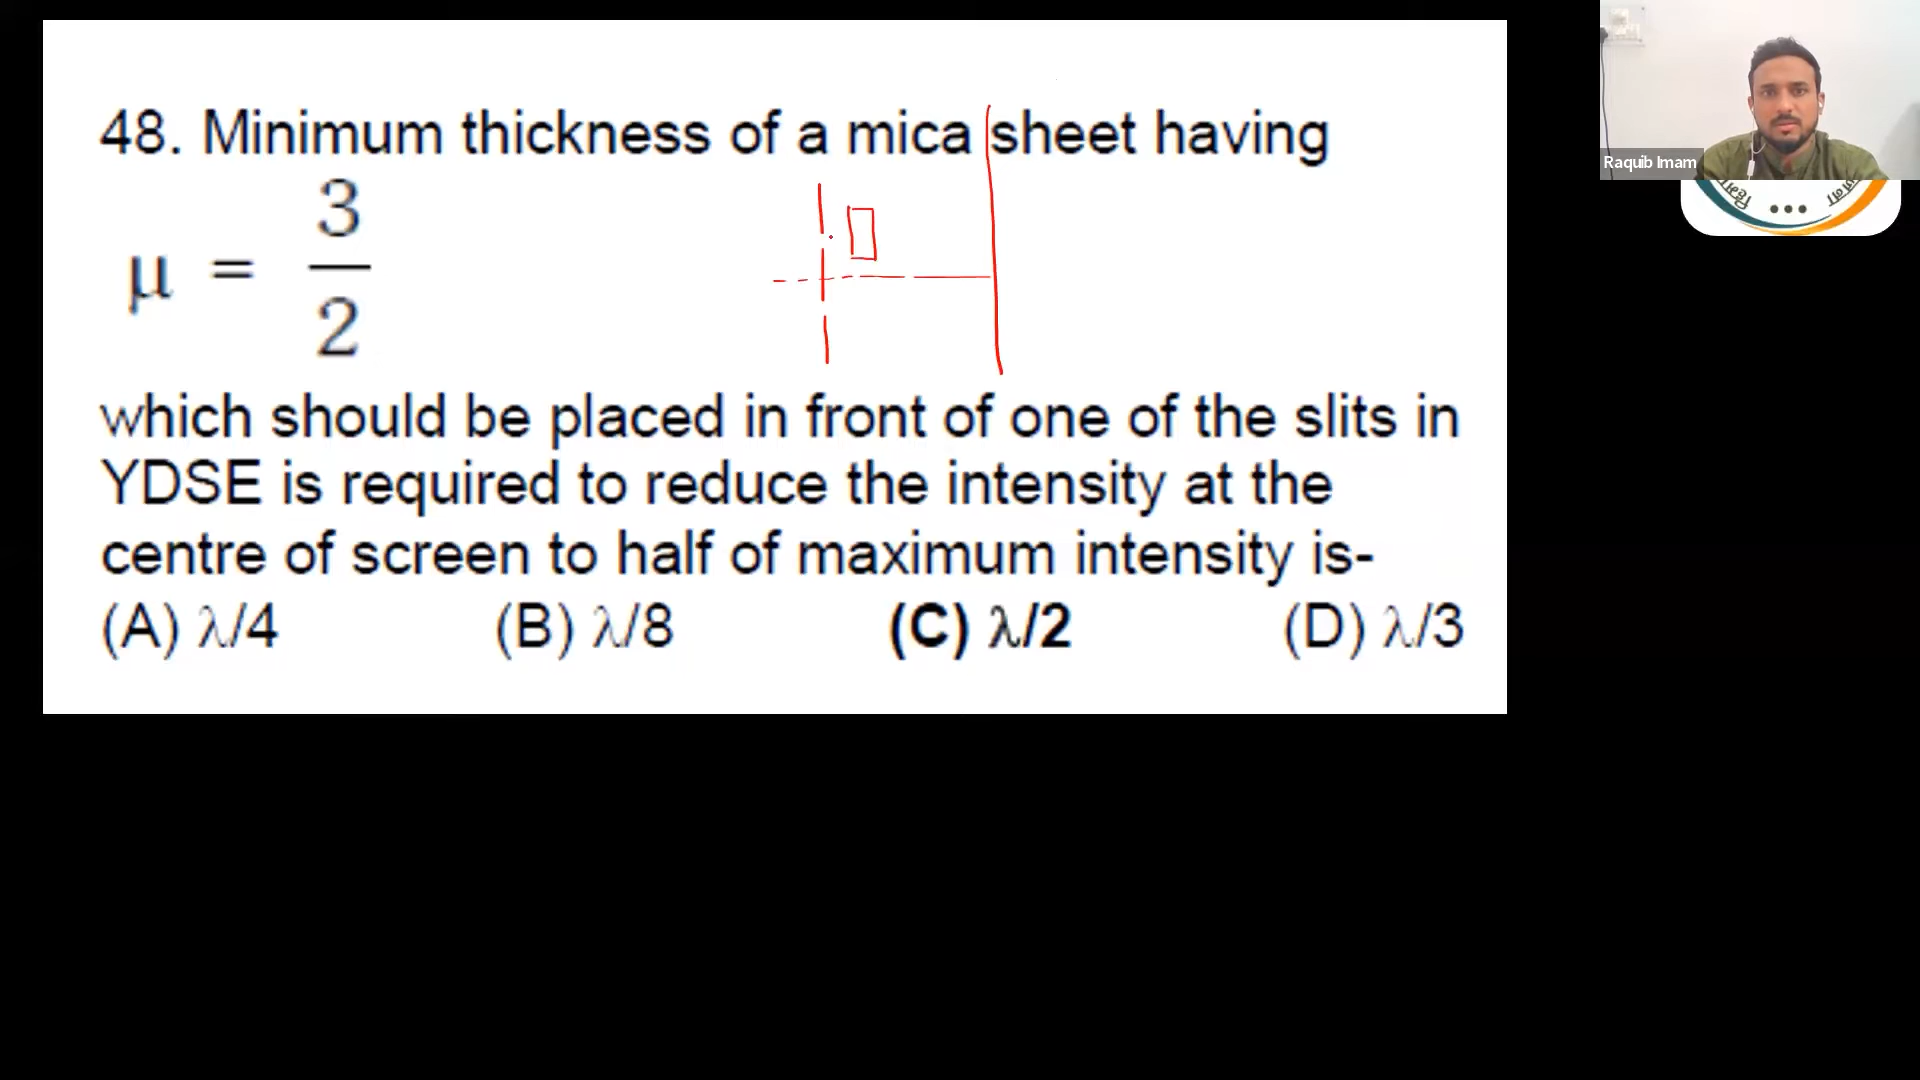 48. Minimum thickness of a mica sheet having
μ = 3/2
which should be placed in front of one of the slits in
YDSE is required to reduce the intensity at the
centre of screen to half of maximum intensity is-
(A) λ/4 (B) λ/8 (C) λ/2 (D) λ/3
Raquib Imam